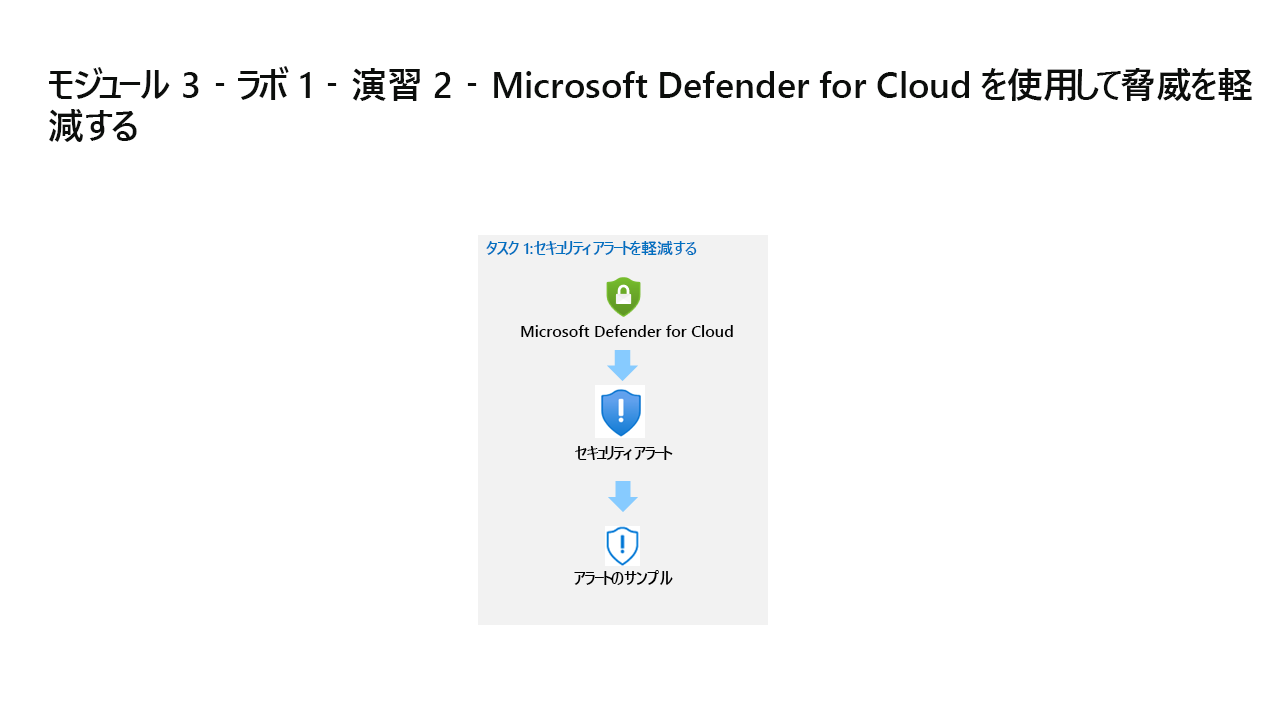 モジュール 3 - ラボ 1 - 演習 2 - Microsoft Defender for Cloud を使用して脅威を軽
減する
タスク 1:セキュリティ アラートを軽減する
Microsoft Defender for Cloud
セキュリティ アラート
アラートのサンプル